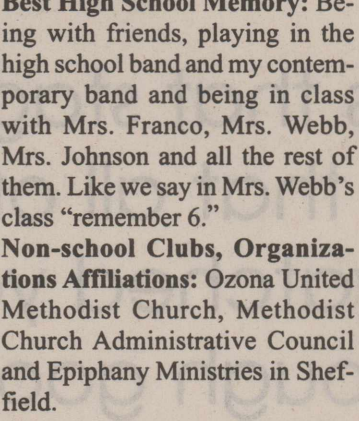 Best High School Memory: Be-
ing with friends, playing in the
high school band and my contem-
porary band and being in class
with Mrs. Franco, Mrs. Webb,
Mrs. Johnson and all the rest of
them. Like we say in Mrs. Webb's
class "remember 6."
Non-school Clubs, Organiza-
tions Affiliations: Ozona United
Methodist Church, Methodist
Church Administrative Council
and Epiphany Ministries in Shef-
field.